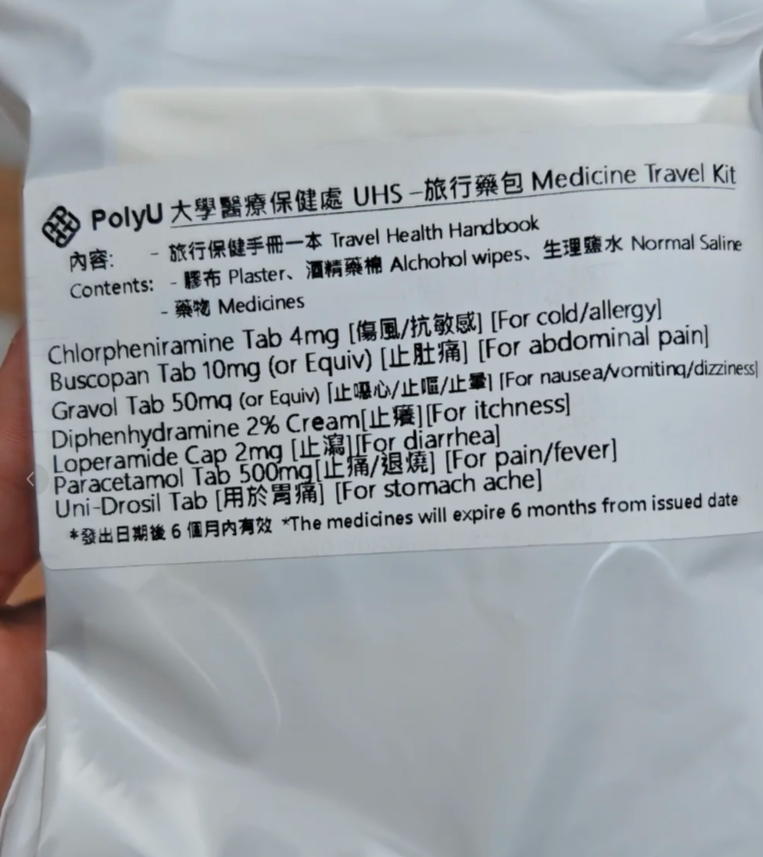 PolyU 大學醫療保健處 UHS –旅行藥包 Medicine Travel Kit
內容: - 旅行保健手冊一本 Travel Health Handbook
Contents: - 膠布 Plaster、酒精藥棉 Alchohol wipes、生理鹽水 Normal Saline
- 藥物 Medicines
Chlorpheniramine Tab 4mg [傷風/抗敏感] [For cold/allergy]
Buscopan Tab 10mg (or Equiv) [止肚痛] [For abdominal pain]
Gravol Tab 50mg (or Equiv) [止噁心/止嘔/止暈] [For nausea/vomiting/dizziness]
Diphenhydramine 2% Cream[止癢][For itchness]
Loperamide Cap 2mg [止瀉][For diarrhea]
Paracetamol Tab 500mg[止痛/退燒] [For pain/fever]
Uni-Drosil Tab [用於胃痛] [For stomach ache]
*發出日期後 6 個月內有效 *The medicines will expire 6 months from issued date